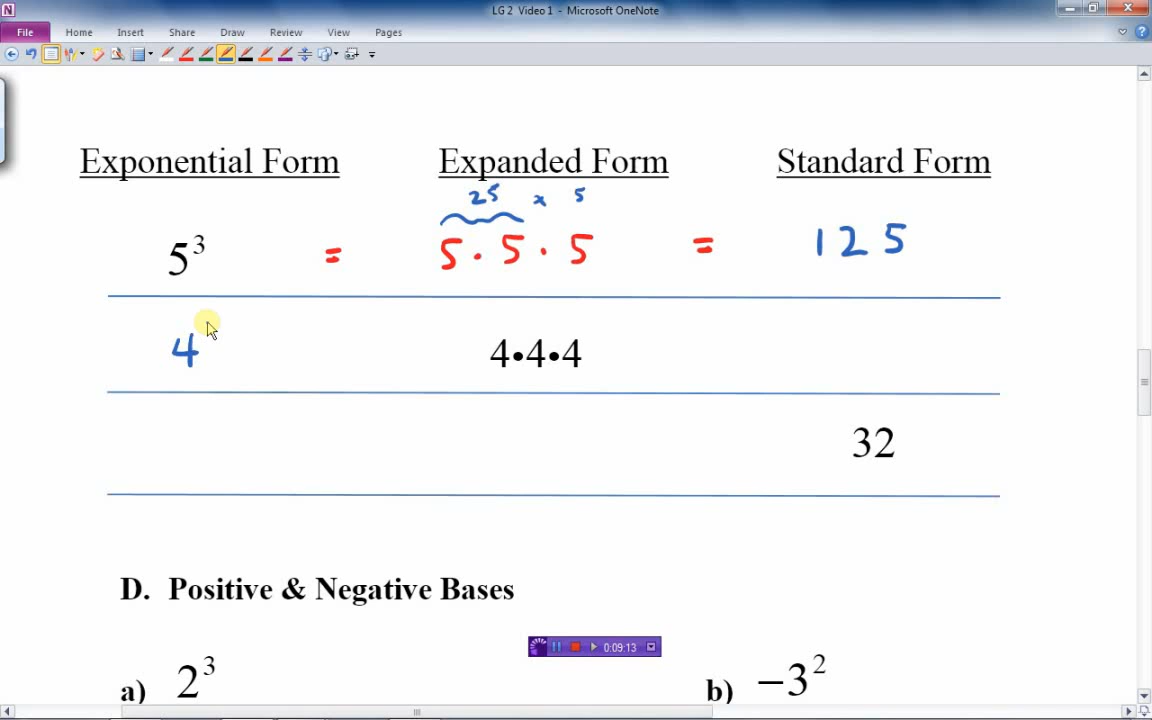 LG 2 Video 1 - Microsoft OneNote
File Home Insert Share Draw Review View Pages
Exponential Form Expanded Form Standard Form
25 x 5
5³ = 5 · 5 · 5 = 125
4 4•4•4
32
D. Positive & Negative Bases
0:09:13
a) 2³ b) −3²